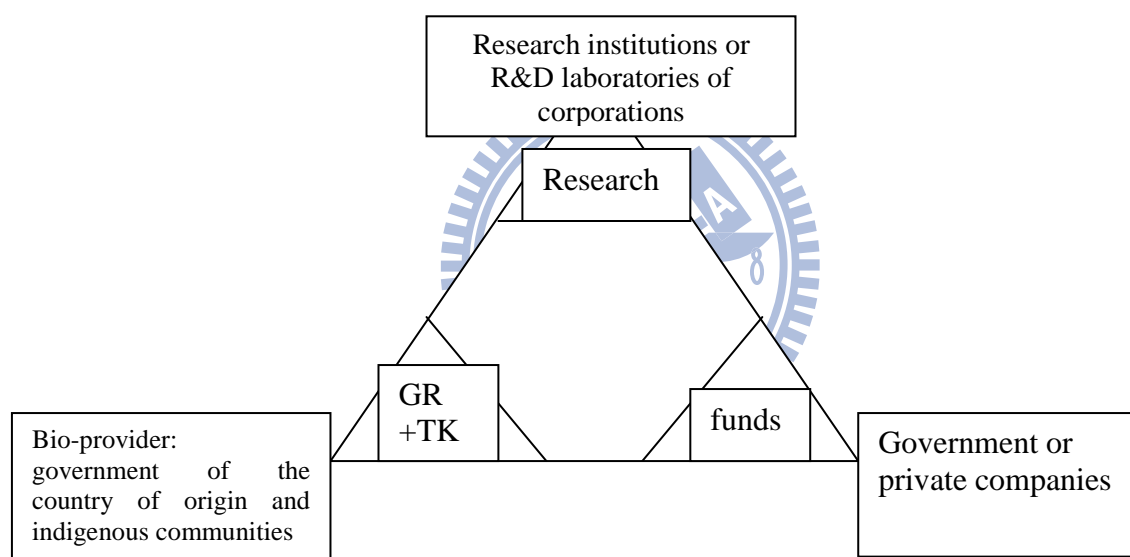 Research institutions or
R&D laboratories of
corporations
Research
A
8
GR
+TK
funds
Bio-provider:
government of the
country of origin and
indigenous communities
Government or
private companies